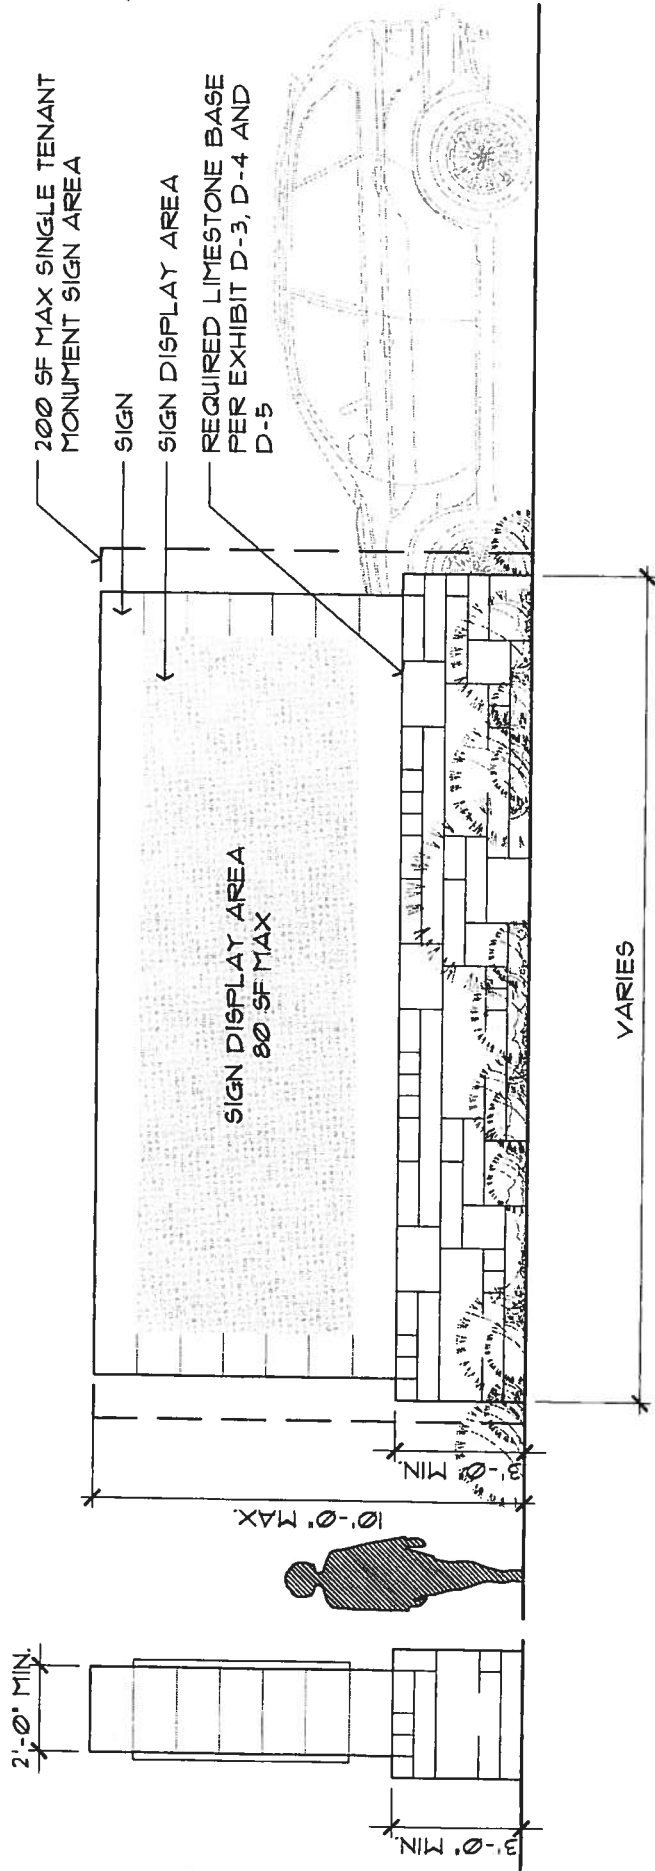 200 SF MAX SINGLE TENANT
MONUMENT SIGN AREA
SIGN
SIGN DISPLAY AREA
REQUIRED LIMESTONE BASE
PER EXHIBIT D-3, D-4 AND
D-5
SIGN DISPLAY AREA
80 SF MAX
VARIES
3'-0" MIN.
10'-0" MAX.
2'-0" MIN.
3'-0" MIN.